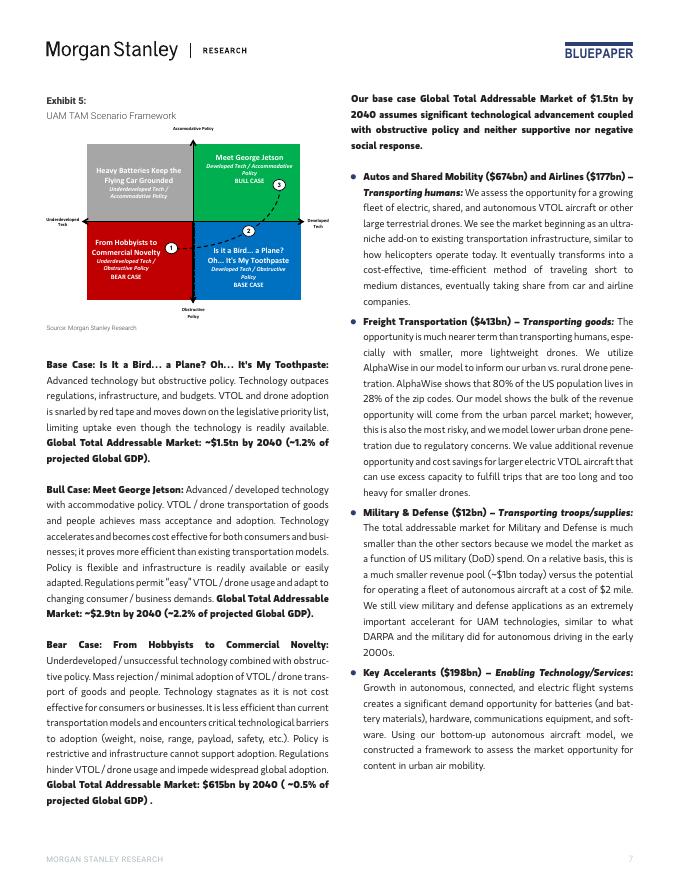 Morgan Stanley | RESEARCH
BLUEPAPER
Exhibit 5:
UAM TAM Scenario Framework
Accomodative Policy
Heavy Batteries Keep the
Flying Car Grounded
Underdeveloped Tech /
Accommodative Policy
Meet George Jetson
Developed Tech / Accommodative
Policy
BULL CASE
3
Underdeveloped
Tech
Developed
Tech
2
From Hobbyists to
Commercial Novelty
Underdeveloped Tech /
Obstructive Policy
BEAR CASE
1
Is it a Bird... a Plane?
Oh... It's My Toothpaste
Developed Tech / Obstructive
Policy
BASE CASE
Obstructive
Policy
Source: Morgan Stanley Research
Base Case: Is It a Bird... a Plane? Oh... It's My Toothpaste:
Advanced technology but obstructive policy. Technology outpaces
regulations, infrastructure, and budgets. VTOL and drone adoption
is snarled by red tape and moves down on the legislative priority list,
limiting uptake even though the technology is readily available.
Global Total Addressable Market: ~$1.5tn by 2040 (~1.2% of
projected Global GDP).
Bull Case: Meet George Jetson: Advanced / developed technology
with accommodative policy. VTOL / drone transportation of goods
and people achieves mass acceptance and adoption. Technology
accelerates and becomes cost effective for both consumers and busi-
nesses; it proves more efficient than existing transportation models.
Policy is flexible and infrastructure is readily available or easily
adapted. Regulations permit "easy" VTOL / drone usage and adapt to
changing consumer / business demands. Global Total Addressable
Market: ~$2.9tn by 2040 (~2.2% of projected Global GDP).
Bear Case: From Hobbyists to Commercial Novelty:
Underdeveloped / unsuccessful technology combined with obstruc-
tive policy. Mass rejection / minimal adoption of VTOL / drone trans-
port of goods and people. Technology stagnates as it is not cost
effective for consumers or businesses. It is less efficient than current
transportation models and encounters critical technological barriers
to adoption (weight, noise, range, payload, safety, etc.). Policy is
restrictive and infrastructure cannot support adoption. Regulations
hinder VTOL / drone usage and impede widespread global adoption.
Global Total Addressable Market: $615bn by 2040 ( ~0.5% of
projected Global GDP) .
Our base case Global Total Addressable Market of $1.5tn by
2040 assumes significant technological advancement coupled
with obstructive policy and neither supportive nor negative
social response.
• Autos and Shared Mobility ($674bn) and Airlines ($177bn) –
Transporting humans: We assess the opportunity for a growing
fleet of electric, shared, and autonomous VTOL aircraft or other
large terrestrial drones. We see the market beginning as an ultra-
niche add-on to existing transportation infrastructure, similar to
how helicopters operate today. It eventually transforms into a
cost-effective, time-efficient method of traveling short to
medium distances, eventually taking share from car and airline
companies.
• Freight Transportation ($413bn) – Transporting goods: The
opportunity is much nearer term than transporting humans, espe-
cially with smaller, more lightweight drones. We utilize
AlphaWise in our model to inform our urban vs. rural drone pene-
tration. AlphaWise shows that 80% of the US population lives in
28% of the zip codes. Our model shows the bulk of the revenue
opportunity will come from the urban parcel market; however,
this is also the most risky, and we model lower urban drone pene-
tration due to regulatory concerns. We value additional revenue
opportunity and cost savings for larger electric VTOL aircraft that
can use excess capacity to fulfill trips that are too long and too
heavy for smaller drones.
• Military & Defense ($12bn) – Transporting troops/supplies:
The total addressable market for Military and Defense is much
smaller than the other sectors because we model the market as
a function of US military (DoD) spend. On a relative basis, this is
a much smaller revenue pool (~$1bn today) versus the potential
for operating a fleet of autonomous aircraft at a cost of $2 mile.
We still view military and defense applications as an extremely
important accelerant for UAM technologies, similar to what
DARPA and the military did for autonomous driving in the early
2000s.
• Key Accelerants ($198bn) – Enabling Technology/Services:
Growth in autonomous, connected, and electric flight systems
creates a significant demand opportunity for batteries (and bat-
tery materials), hardware, communications equipment, and soft-
ware. Using our bottom-up autonomous aircraft model, we
constructed a framework to assess the market opportunity for
content in urban air mobility.
MORGAN STANLEY RESEARCH
7